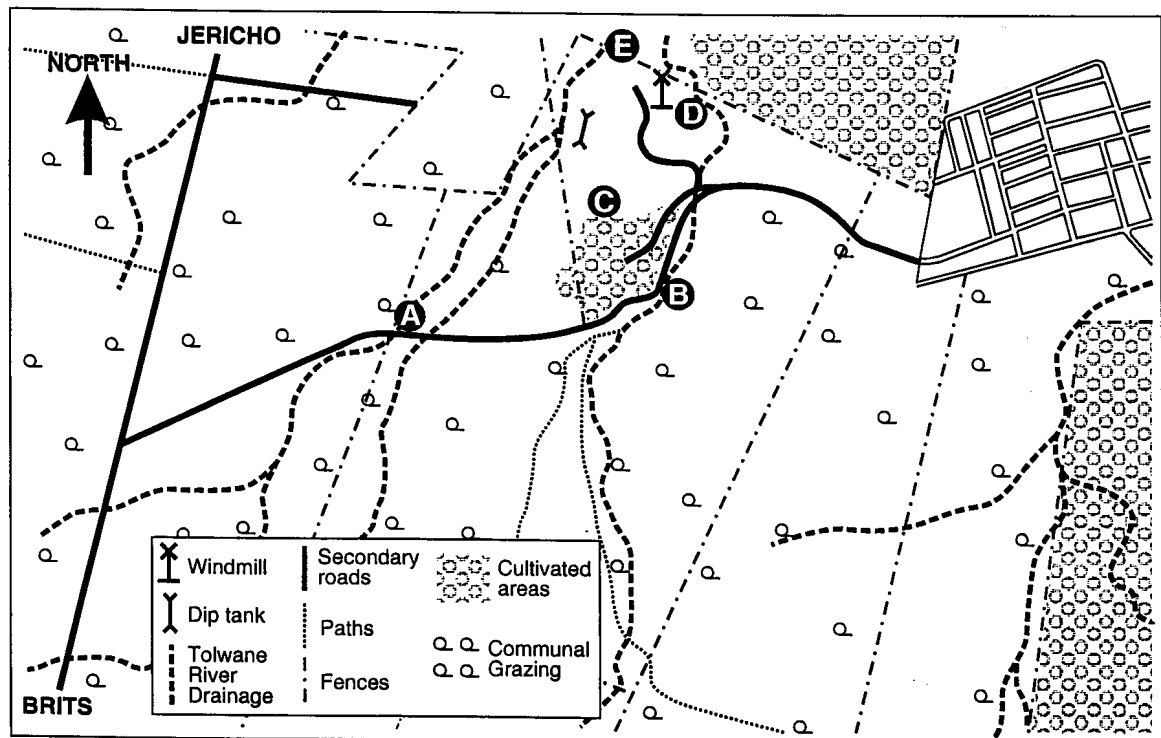 JERICHO
NORTH
E
D
C
B
A
Windmill
Dip tank
Tolwane
River
Drainage
Secondary
roads
Paths
Fences
Cultivated
areas
Communal
Grazing
BRITS